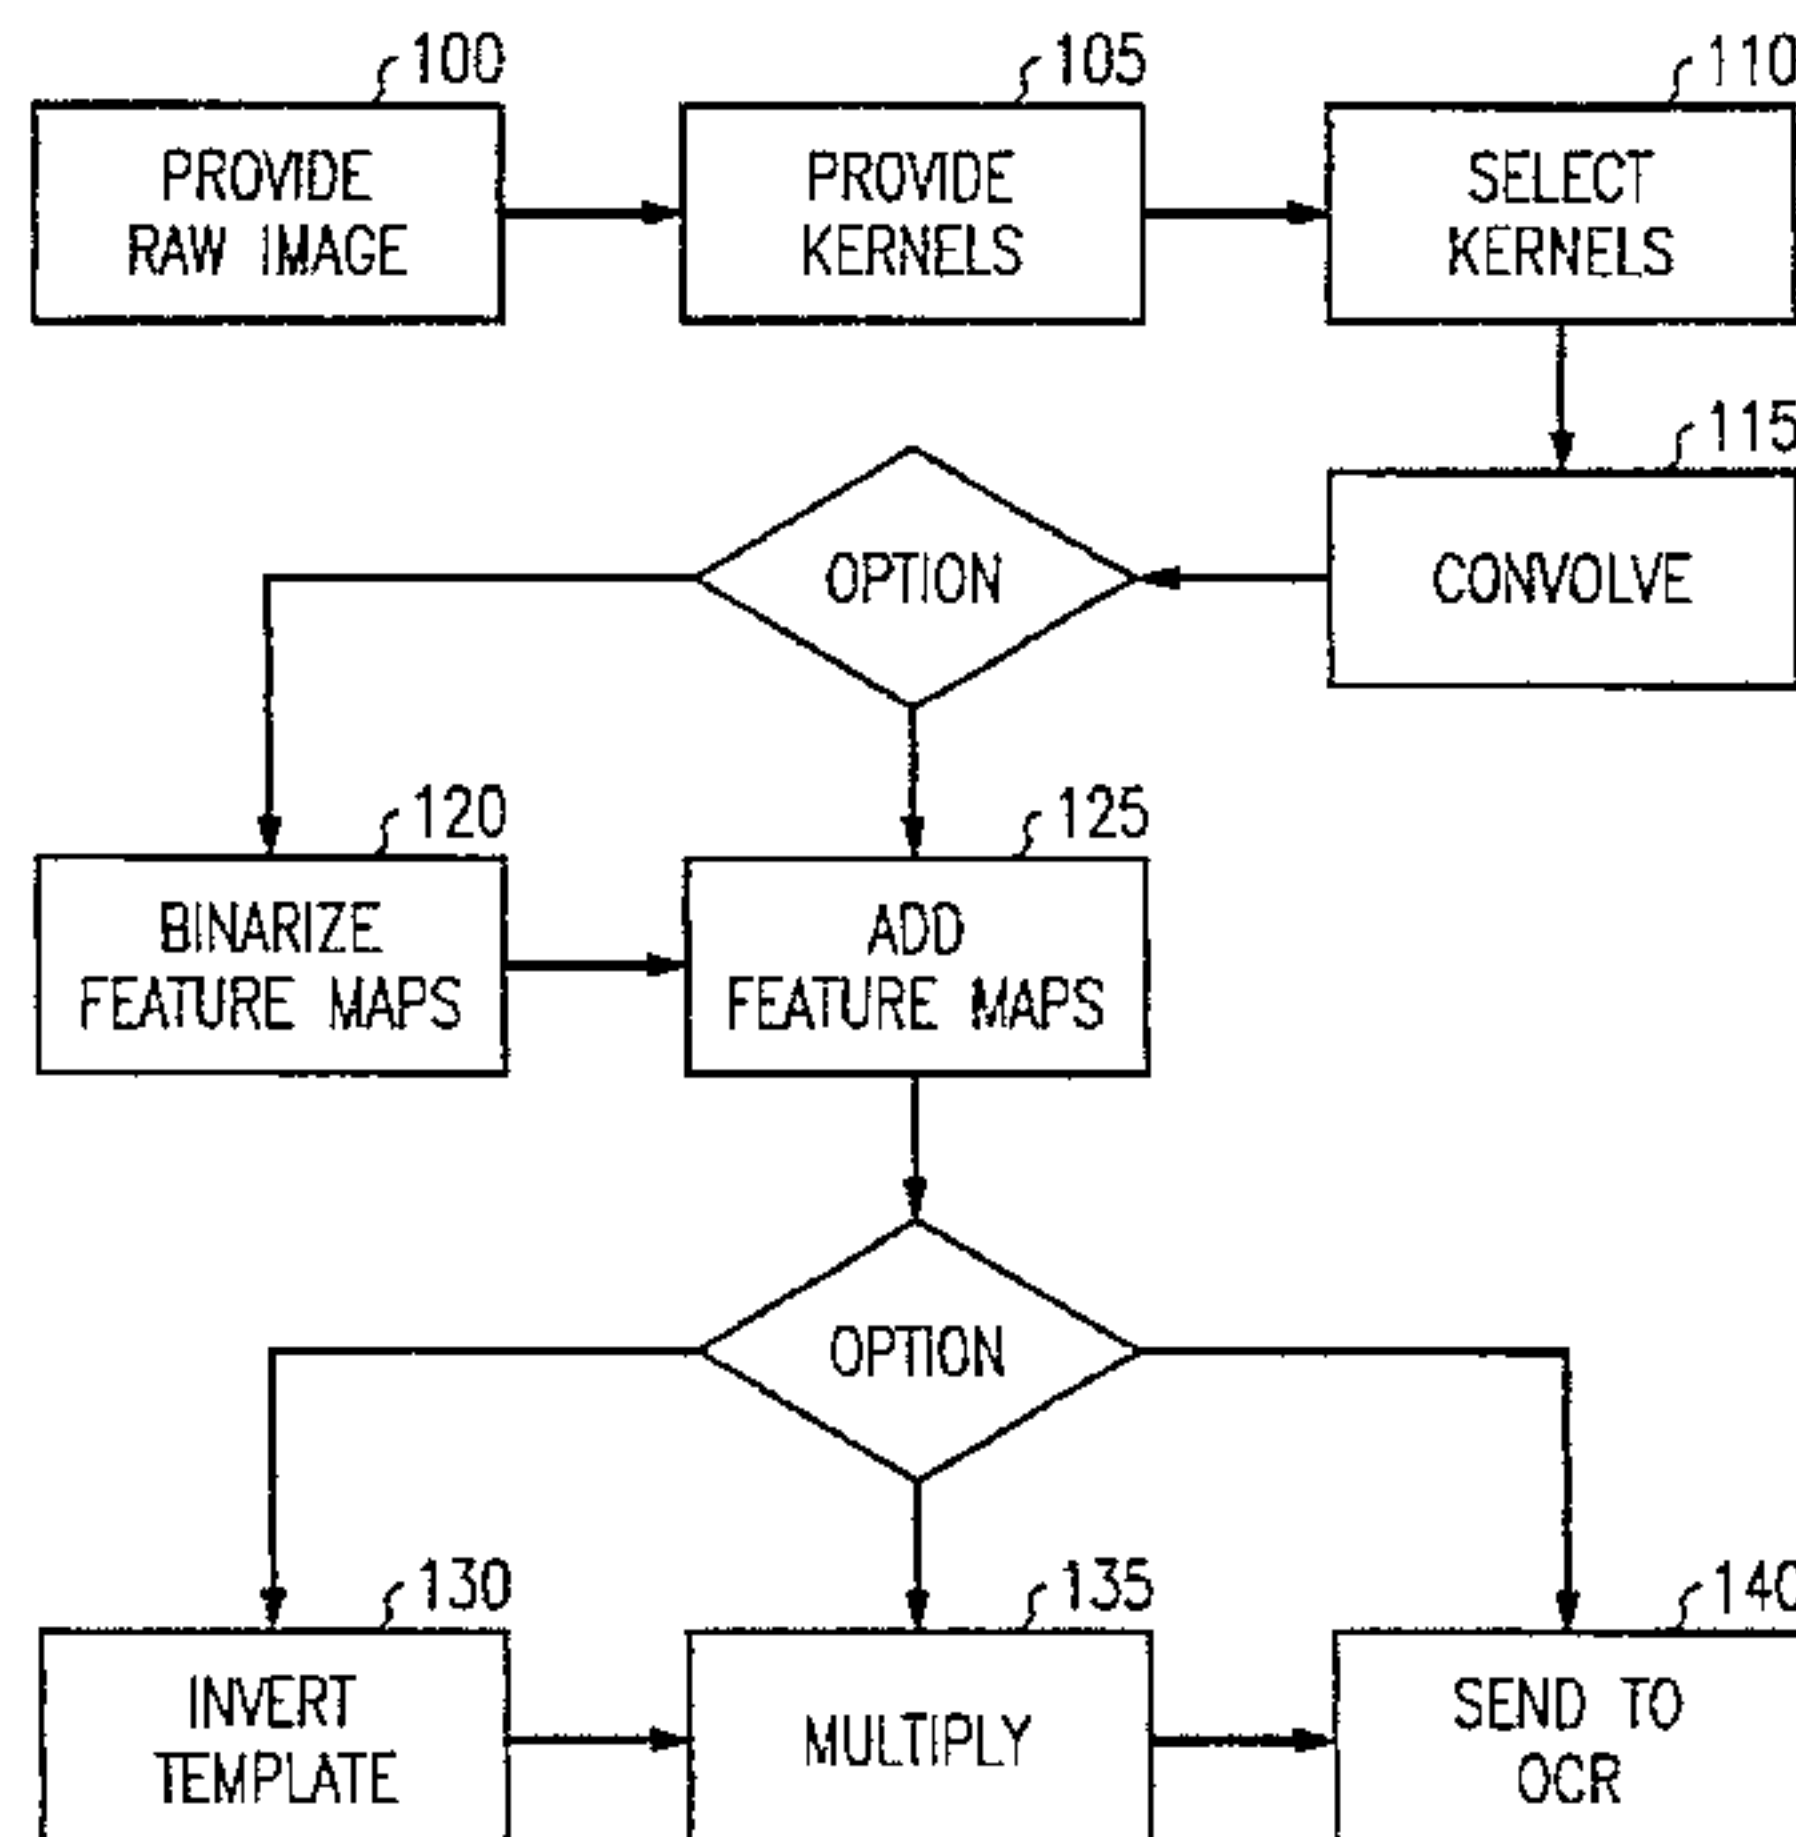 100
PROVIDE
RAW IMAGE
105
PROVIDE
KERNELS
110
SELECT
KERNELS
115
CONVOLVE
OPTION
120
BINARIZE
FEATURE MAPS
125
ADD
FEATURE MAPS
OPTION
130
INVERT
TEMPLATE
135
MULTIPLY
140
SEND TO
OCR